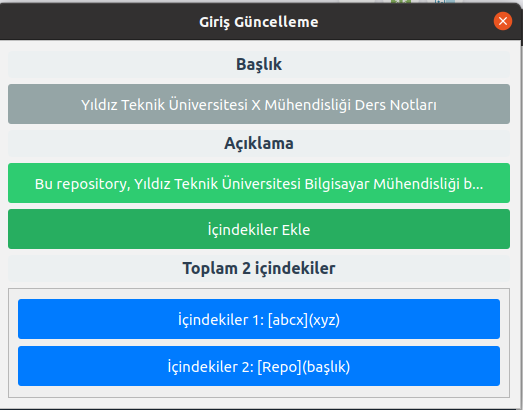 Giriş Güncelleme
Başlık
Yıldız Teknik Üniversitesi X Mühendisliği Ders Notları
Açıklama
Bu repository, Yıldız Teknik Üniversitesi Bilgisayar Mühendisliği b...
İçindekiler Ekle
Toplam 2 içindekiler
İçindekiler 1: [abcx](xyz)
İçindekiler 2: [Repo](başlık)